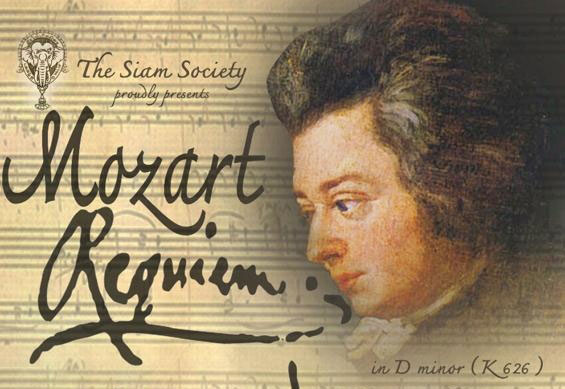 The Siam Society
proudly presents
Mozart
Requiem
in D minor (K 626)